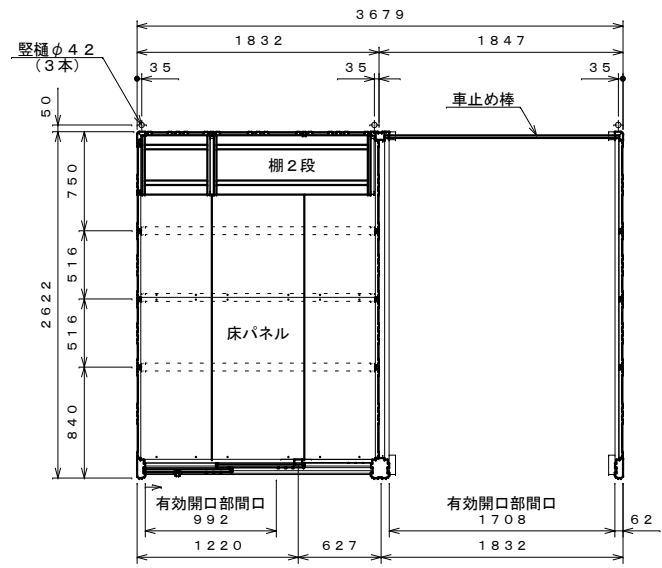 3679
1832
1847
竪樋φ42
(3本)
35
35
35
50
車止め棒
棚2段
750
516
2622
516
床パネル
840
有効開口部間口
有効開口部間口
992
1708
62
1220
627
1832